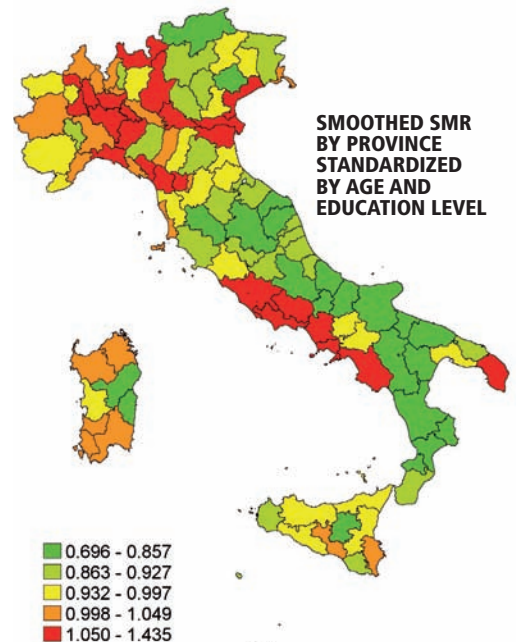 SMOOTHED SMR
BY PROVINCE
STANDARDIZED
BY AGE AND
EDUCATION LEVEL
0.696 - 0.857
0.863 - 0.927
0.932 - 0.997
0.998 - 1.049
1.050 - 1.435